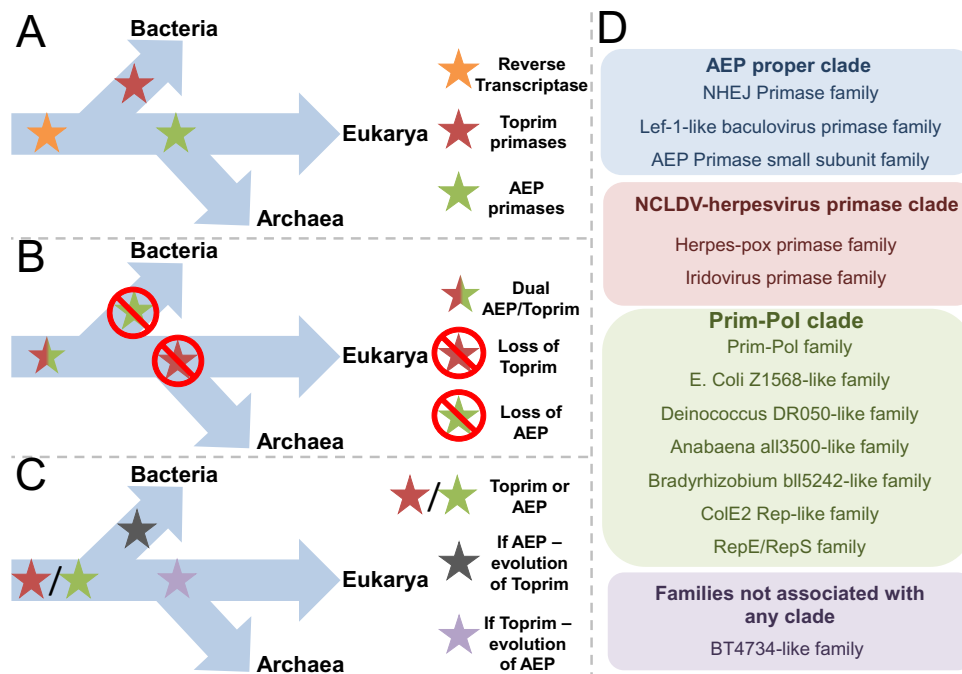 A
Bacteria
Eukarya
Archaea
Reverse
Transcriptase
Toprim
primases
AEP
primases
B
Bacteria
Eukarya
Archaea
Dual
AEP/Toprim
Loss of
Toprim
Loss of
AEP
C
Bacteria
/
Eukarya
Archaea
/
Toprim or
AEP
If AEP –
evolution
of Toprim
If Toprim –
evolution
of AEP
D
AEP proper clade
NHEJ Primase family
Lef-1-like baculovirus primase family
AEP Primase small subunit family
NCLDV-herpesvirus primase clade
Herpes-pox primase family
Iridovirus primase family
Prim-Pol clade
Prim-Pol family
E. Coli Z1568-like family
Deinococcus DR050-like family
Anabaena all3500-like family
Bradyrhizobium bll5242-like family
ColE2 Rep-like family
RepE/RepS family
Families not associated with
any clade
BT4734-like family